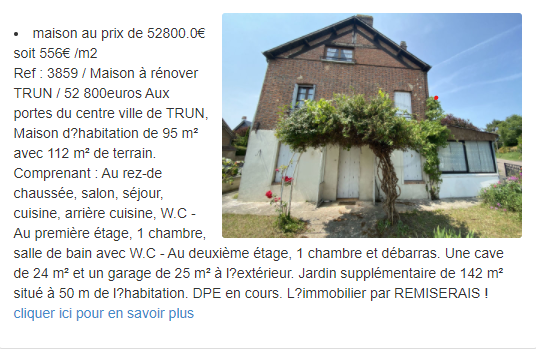 • maison au prix de 52800.0€
soit 556€ /m2
Ref : 3859 / Maison à rénover
TRUN / 52 800euros Aux
portes du centre ville de TRUN,
Maison d?habitation de 95 m²
avec 112 m² de terrain.
Comprenant : Au rez-de
chaussée, salon, séjour,
cuisine, arrière cuisine, W.C -
Au première étage, 1 chambre,
salle de bain avec W.C - Au deuxième étage, 1 chambre et débarras. Une cave
de 24 m² et un garage de 25 m² à l?extérieur. Jardin supplémentaire de 142 m²
situé à 50 m de l?habitation. DPE en cours. L?immobilier par REMISERAIS !
cliquer ici pour en savoir plus